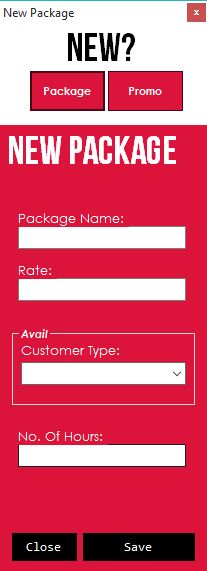 New Package
x
NEW?
Package Promo
NEW PACKAGE
Package Name:
Rate:
Avail
Customer Type:
No. Of Hours:
Close Save